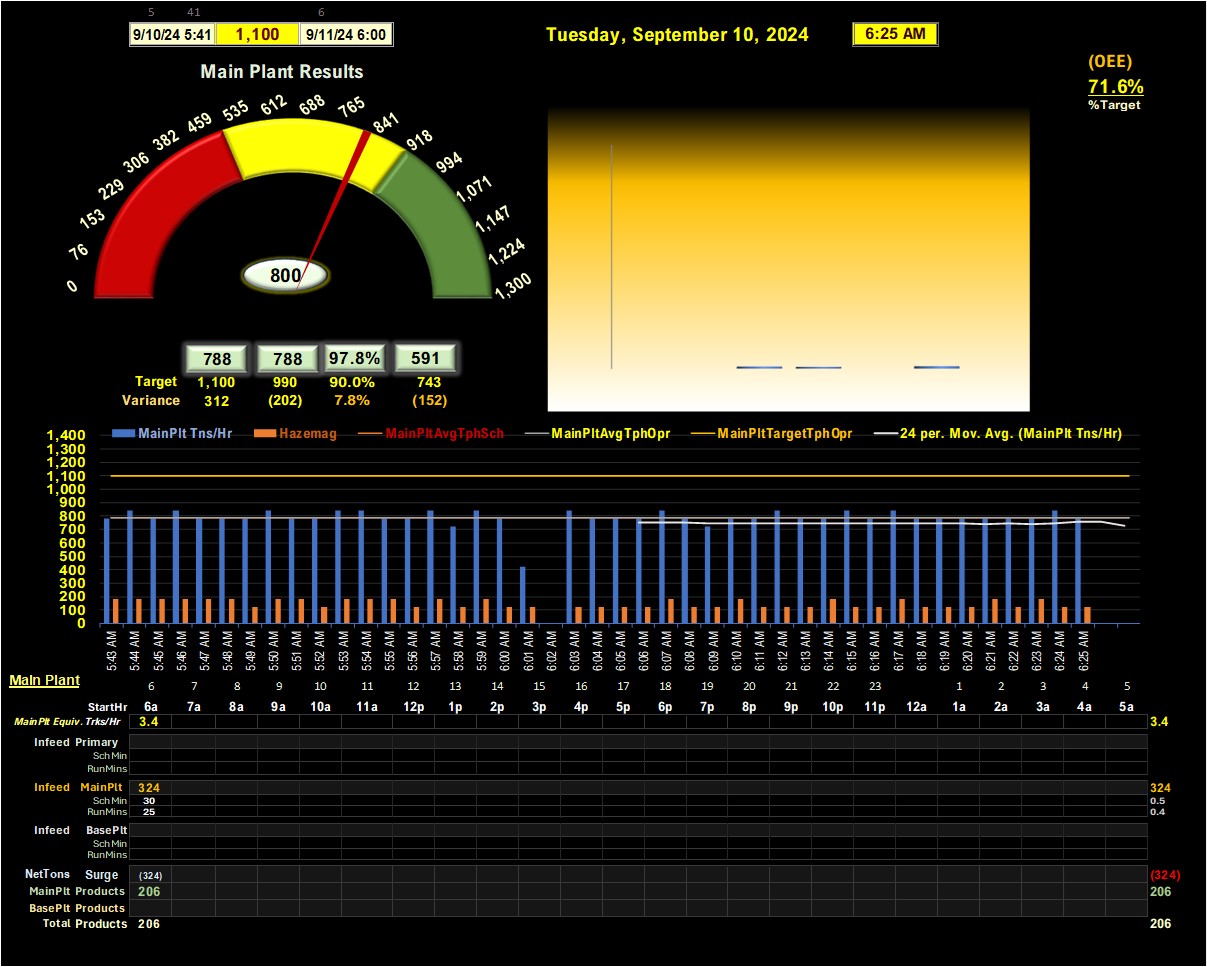 5 41 6
9/10/24 5:41 1,100 9/11/24 6:00 Tuesday, September 10, 2024 6:25 AM
(OEE)
71.6%
%Target
Main Plant Results
0 76 153 229 306 382 459 535 612 688 765 841 918 994 1,071 1,147 1,224 1,300
800
788 788 97.8% 591
Target 1,100 990 90.0% 743
Variance 312 (202) 7.8% (152)
MainPlt Tns/Hr Hazemag MainPltAvgTphSch MainPltAvgTphOpr MainPltTargetTphOpr 24 per. Mov. Avg. (MainPlt Tns/Hr)
1,400
1,300
1,200
1,100
1,000
900
800
700
600
500
400
300
200
100
0
5:43 AM 5:44 AM 5:45 AM 5:46 AM 5:47 AM 5:48 AM 5:49 AM 5:50 AM 5:51 AM 5:52 AM 5:53 AM 5:54 AM 5:55 AM 5:56 AM 5:57 AM 5:58 AM 5:59 AM 6:00 AM 6:01 AM 6:02 AM 6:03 AM 6:04 AM 6:05 AM 6:06 AM 6:07 AM 6:08 AM 6:09 AM 6:10 AM 6:11 AM 6:12 AM 6:13 AM 6:14 AM 6:15 AM 6:16 AM 6:17 AM 6:18 AM 6:19 AM 6:20 AM 6:21 AM 6:22 AM 6:23 AM 6:24 AM 6:25 AM
Main Plant
6 7 8 9 10 11 12 13 14 15 16 17 18 19 20 21 22 23 1 2 3 4 5
StartHr 6a 7a 8a 9a 10a 11a 12p 1p 2p 3p 4p 5p 6p 7p 8p 9p 10p 11p 12a 1a 2a 3a 4a 5a
MainPlt Equiv. Trks/Hr 3.4 3.4
Infeed Primary
Sch Min
RunMins
Infeed MainPlt 324 324
Sch Min 30 0.5
RunMins 25 0.4
Infeed BasePlt
Sch Min
RunMins
NetTons Surge (324) (324)
MainPlt Products 206 206
BasePlt Products
Total Products 206 206